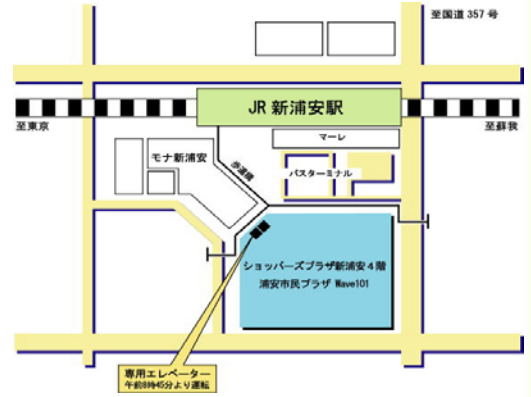 至国道 357 号
JR 新浦安駅
至東京
至蘇我
マーレ
モナ新浦安
歩道橋
バスターミナル
ショッパーズプラザ新浦安4階
浦安市民プラザ Wave101
専用エレベーター
午前8時45分より運転